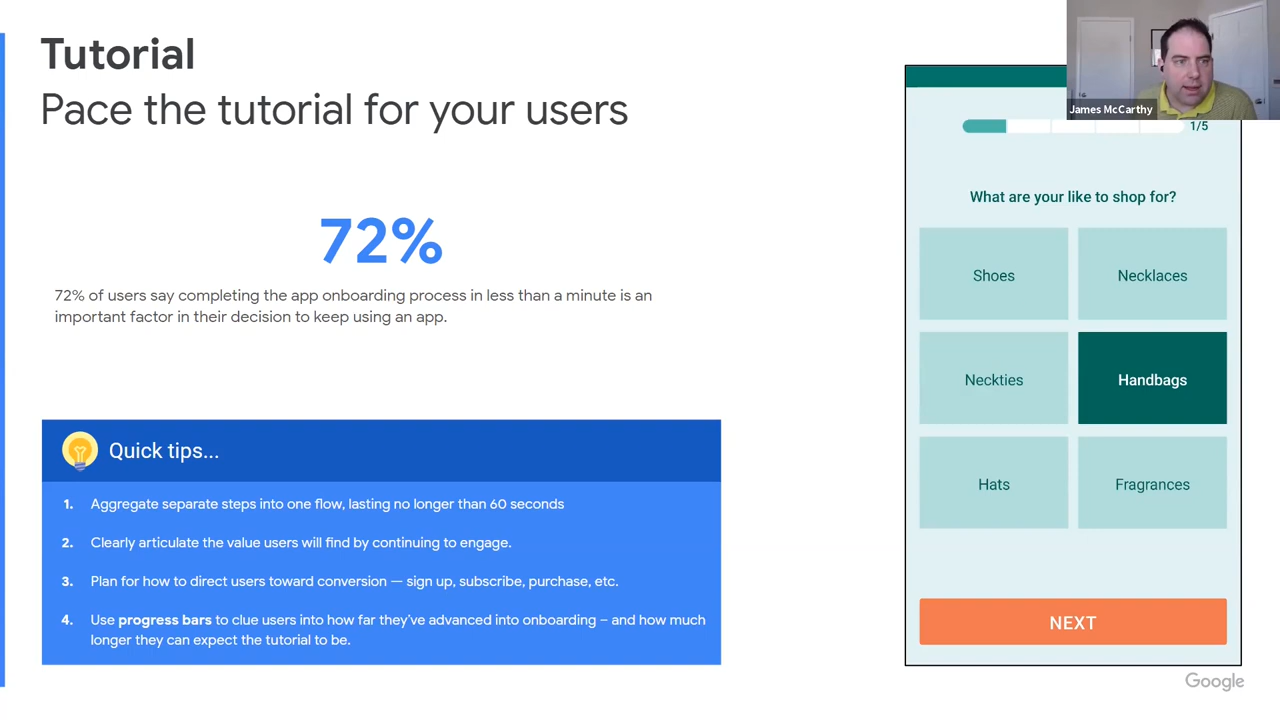 Tutorial
Pace the tutorial for your users
72%
72% of users say completing the app onboarding process in less than a minute is an
important factor in their decision to keep using an app.
Quick tips...
1. Aggregate separate steps into one flow, lasting no longer than 60 seconds
2. Clearly articulate the value users will find by continuing to engage.
3. Plan for how to direct users toward conversion — sign up, subscribe, purchase, etc.
4. Use progress bars to clue users into how far they've advanced into onboarding – and how much
longer they can expect the tutorial to be.
James McCarthy
1/5
What are your like to shop for?
Shoes
Necklaces
Neckties
Handbags
Hats
Fragrances
NEXT
Google